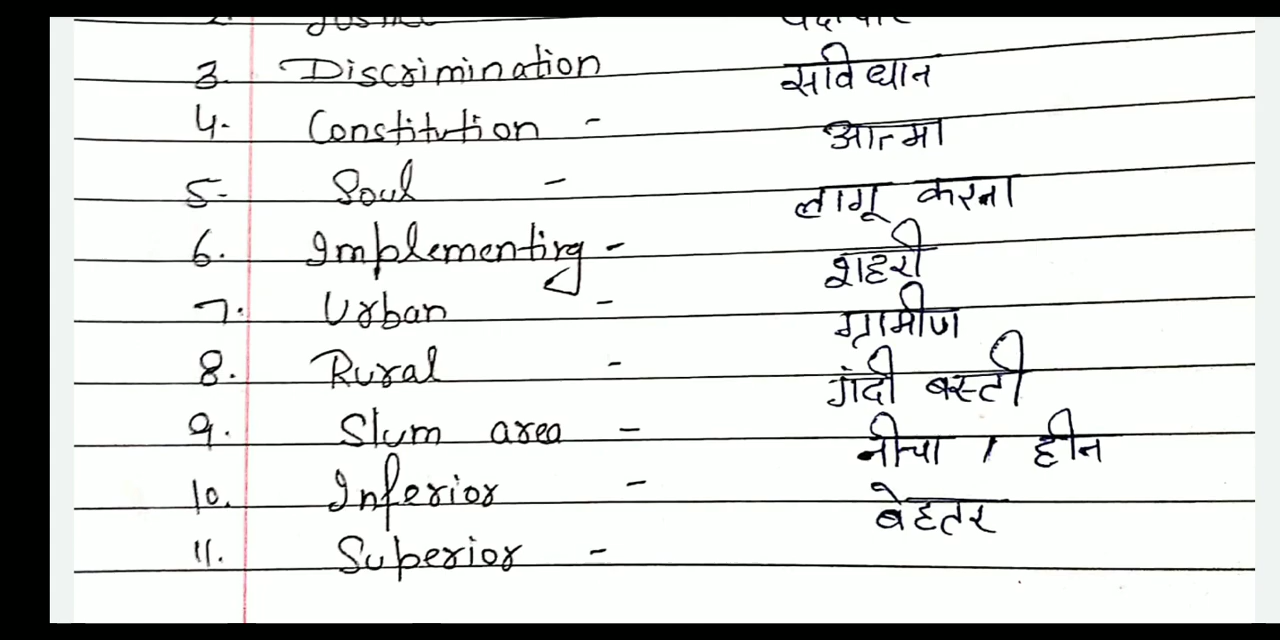 3. Discrimination
सविधान
4. Constitution -
आत्मा
5- Soul -
लागू करना
6. Implementing -
शहरी
7. Urban -
ग्रामीण
8. Rural -
गंदी बस्ती
9. Slum area -
नीचा / हीन
10. Inferior -
बेहतर
11. Superior -